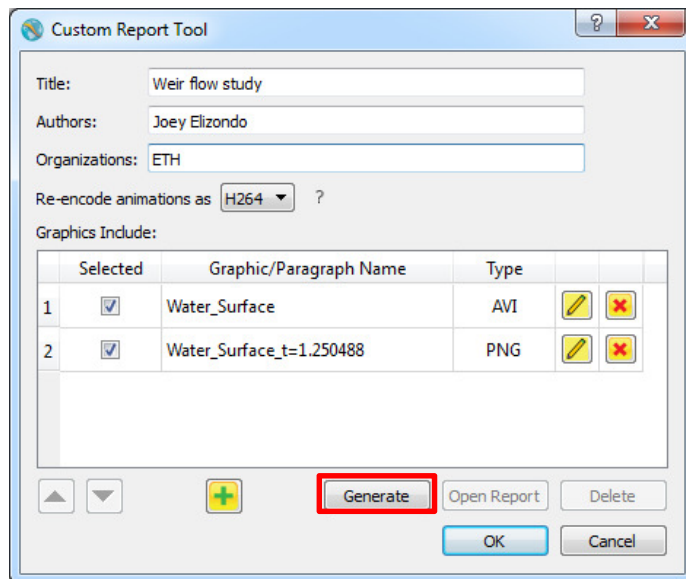 Custom Report Tool ? X
Title: Weir flow study
Authors: Joey Elizondo
Organizations: ETH
Re-encode animations as H264 ?
Graphics Include:
Selected Graphic/Paragraph Name Type
1 Water_Surface AVI
2 Water_Surface_t=1.250488 PNG
Generate Open Report Delete
OK Cancel